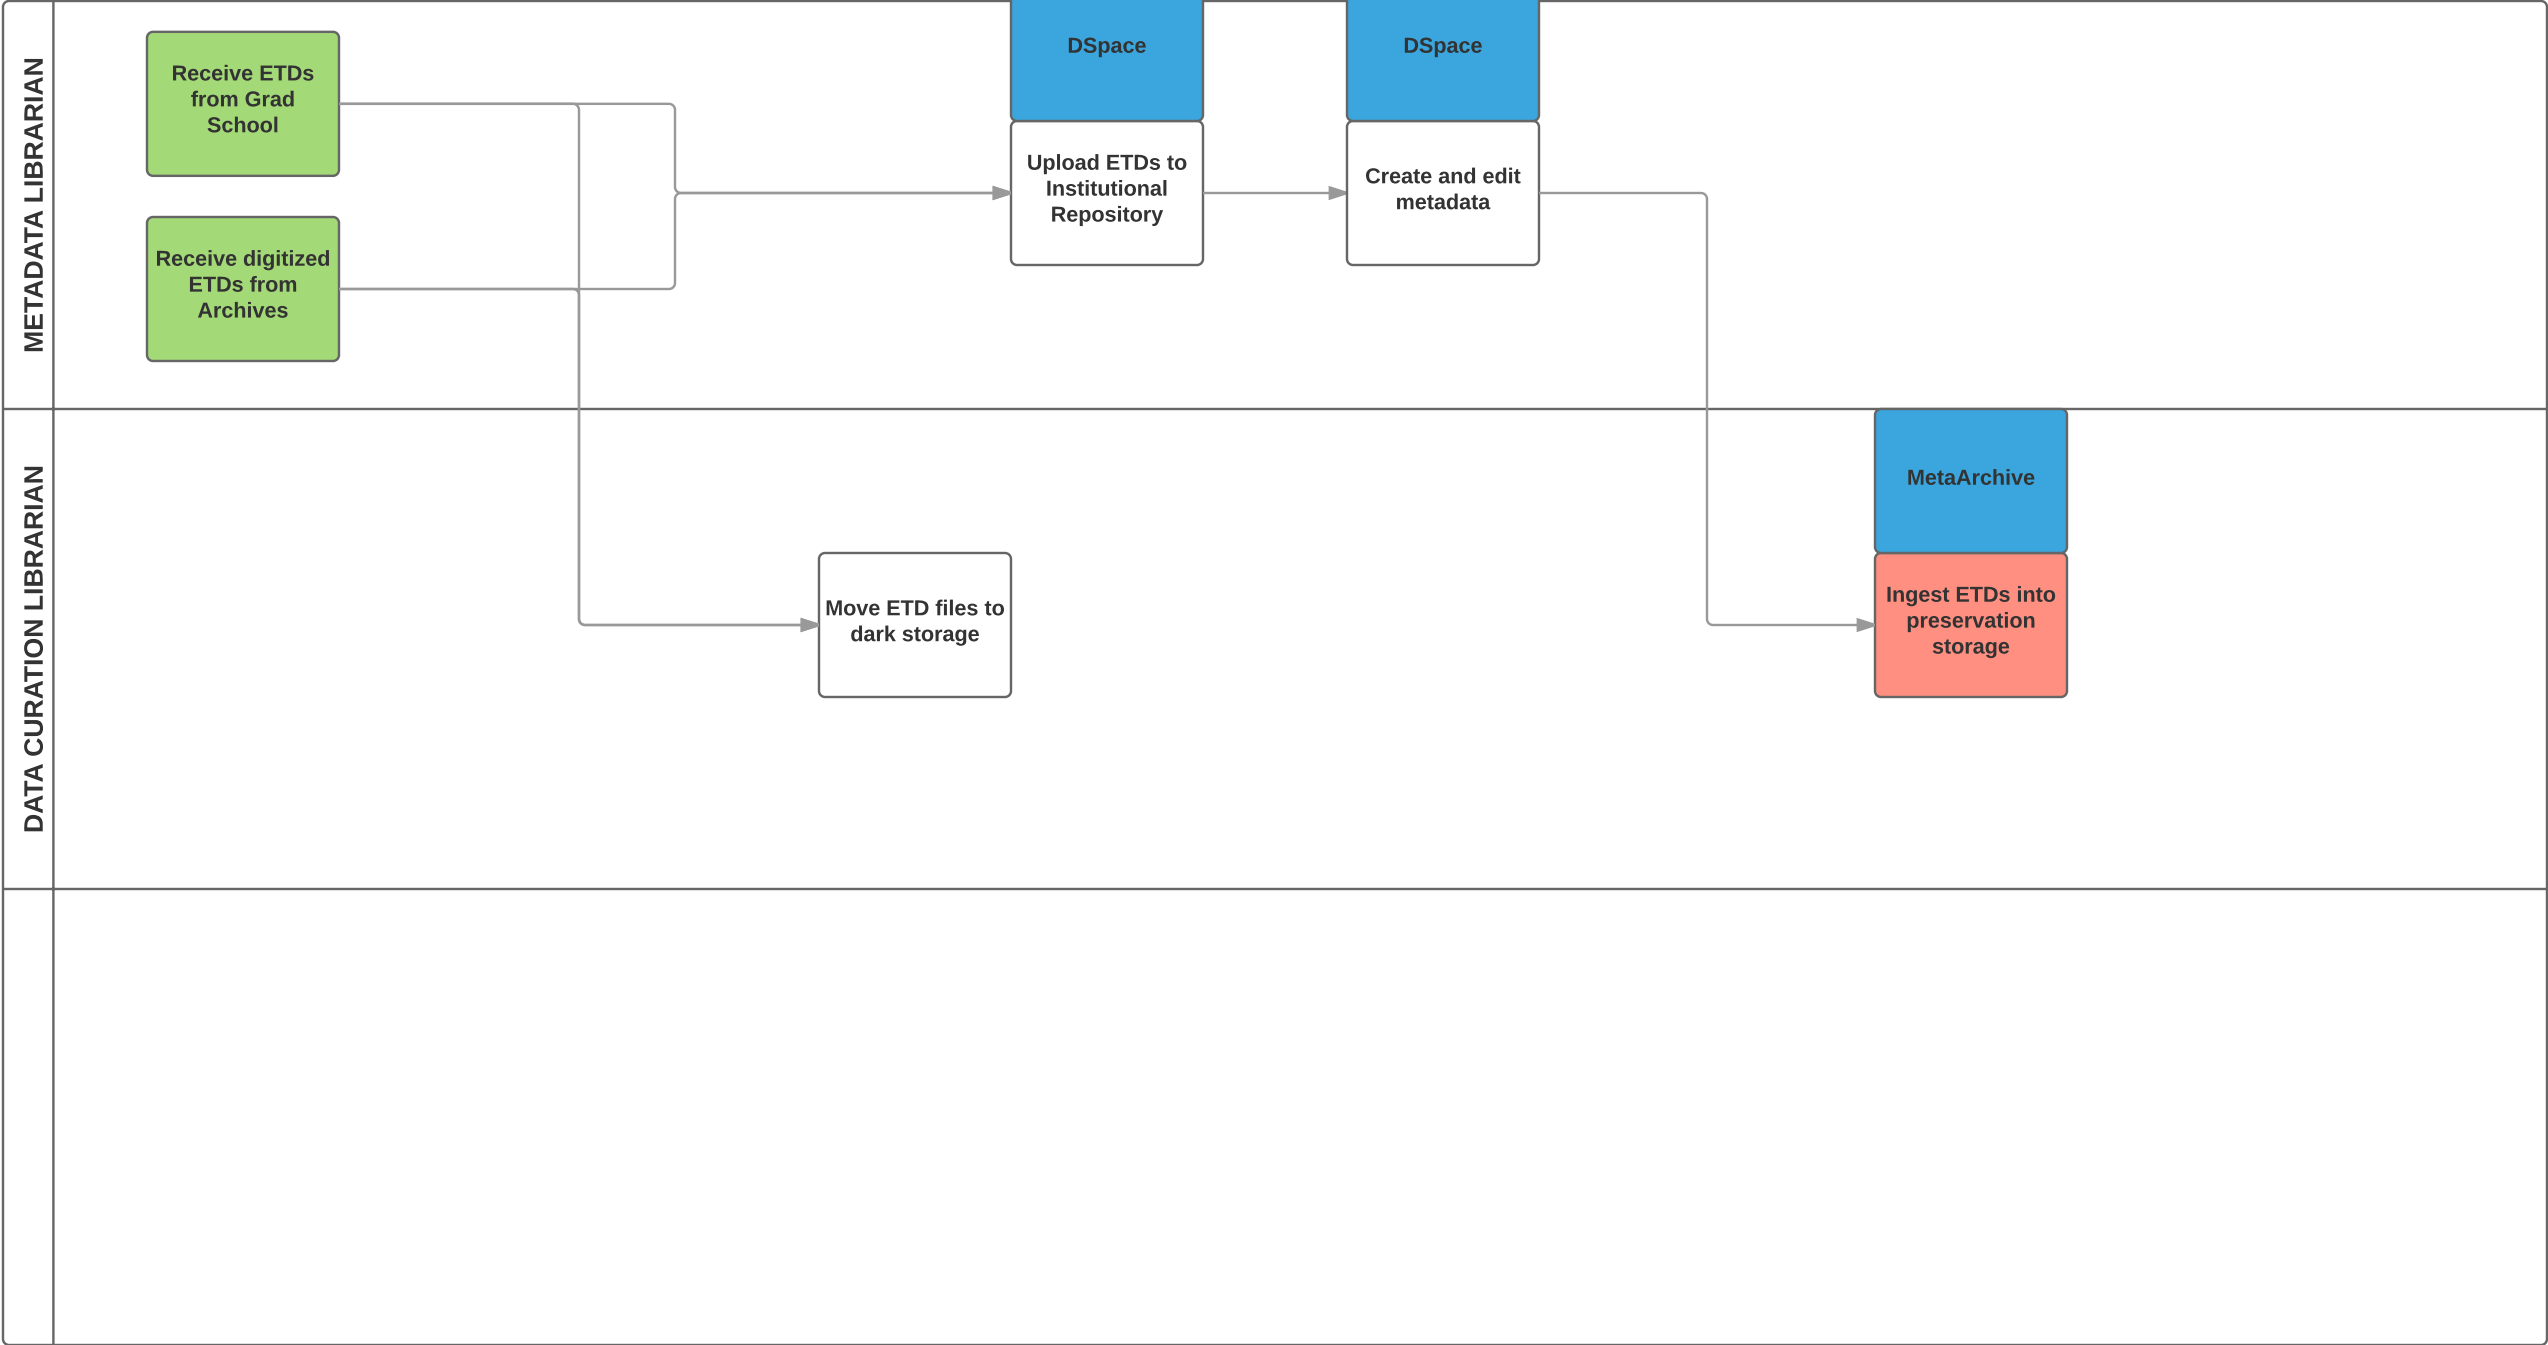 METADATA LIBRARIAN
Receive ETDs
from Grad
School
Receive digitized
ETDs from
Archives
DSpace
Upload ETDs to
Institutional
Repository
DSpace
Create and edit
metadata
DATA CURATION LIBRARIAN
Move ETD files to
dark storage
MetaArchive
Ingest ETDs into
preservation
storage